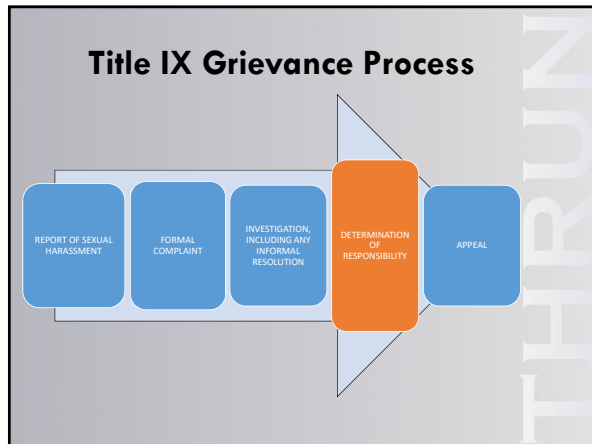 Title IX Grievance Process
REPORT OF SEXUAL
HARASSMENT
FORMAL
COMPLAINT
INVESTIGATION,
INCLUDING ANY
INFORMAL
RESOLUTION
DETERMINATION
OF
RESPONSIBILITY
APPEAL
THRUN